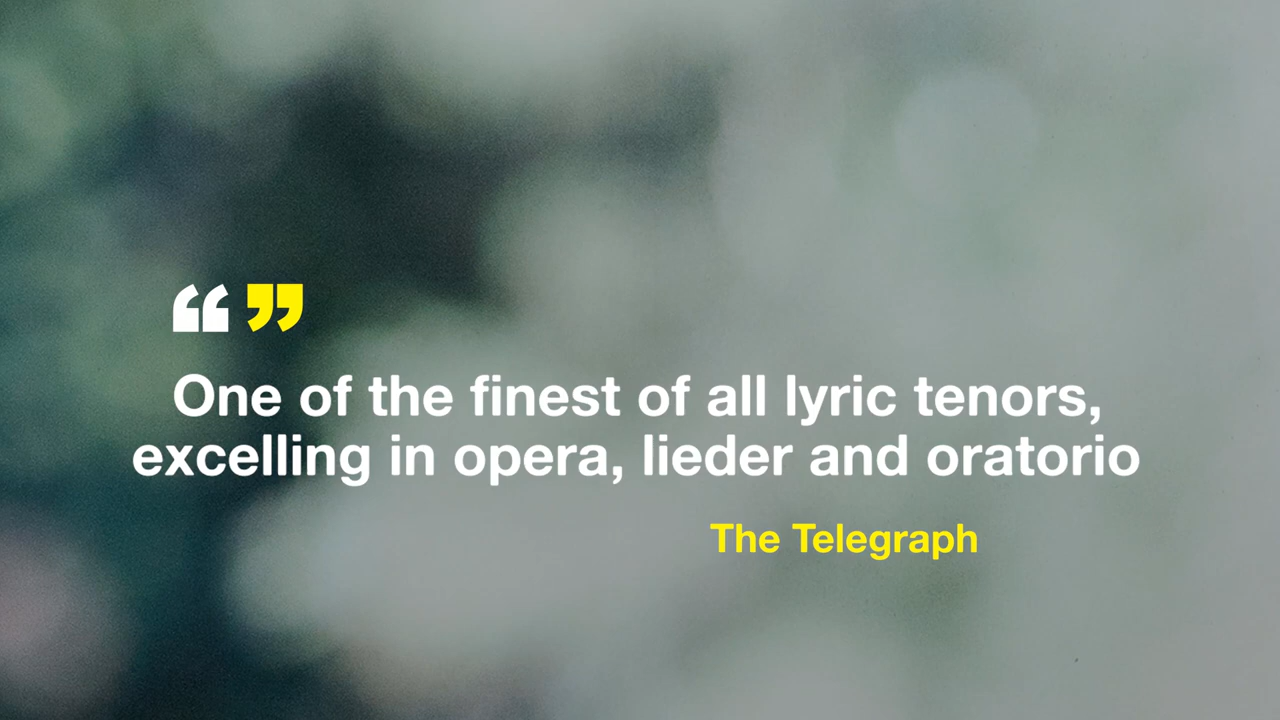 “ ”
One of the finest of all lyric tenors,
excelling in opera, lieder and oratorio
The Telegraph